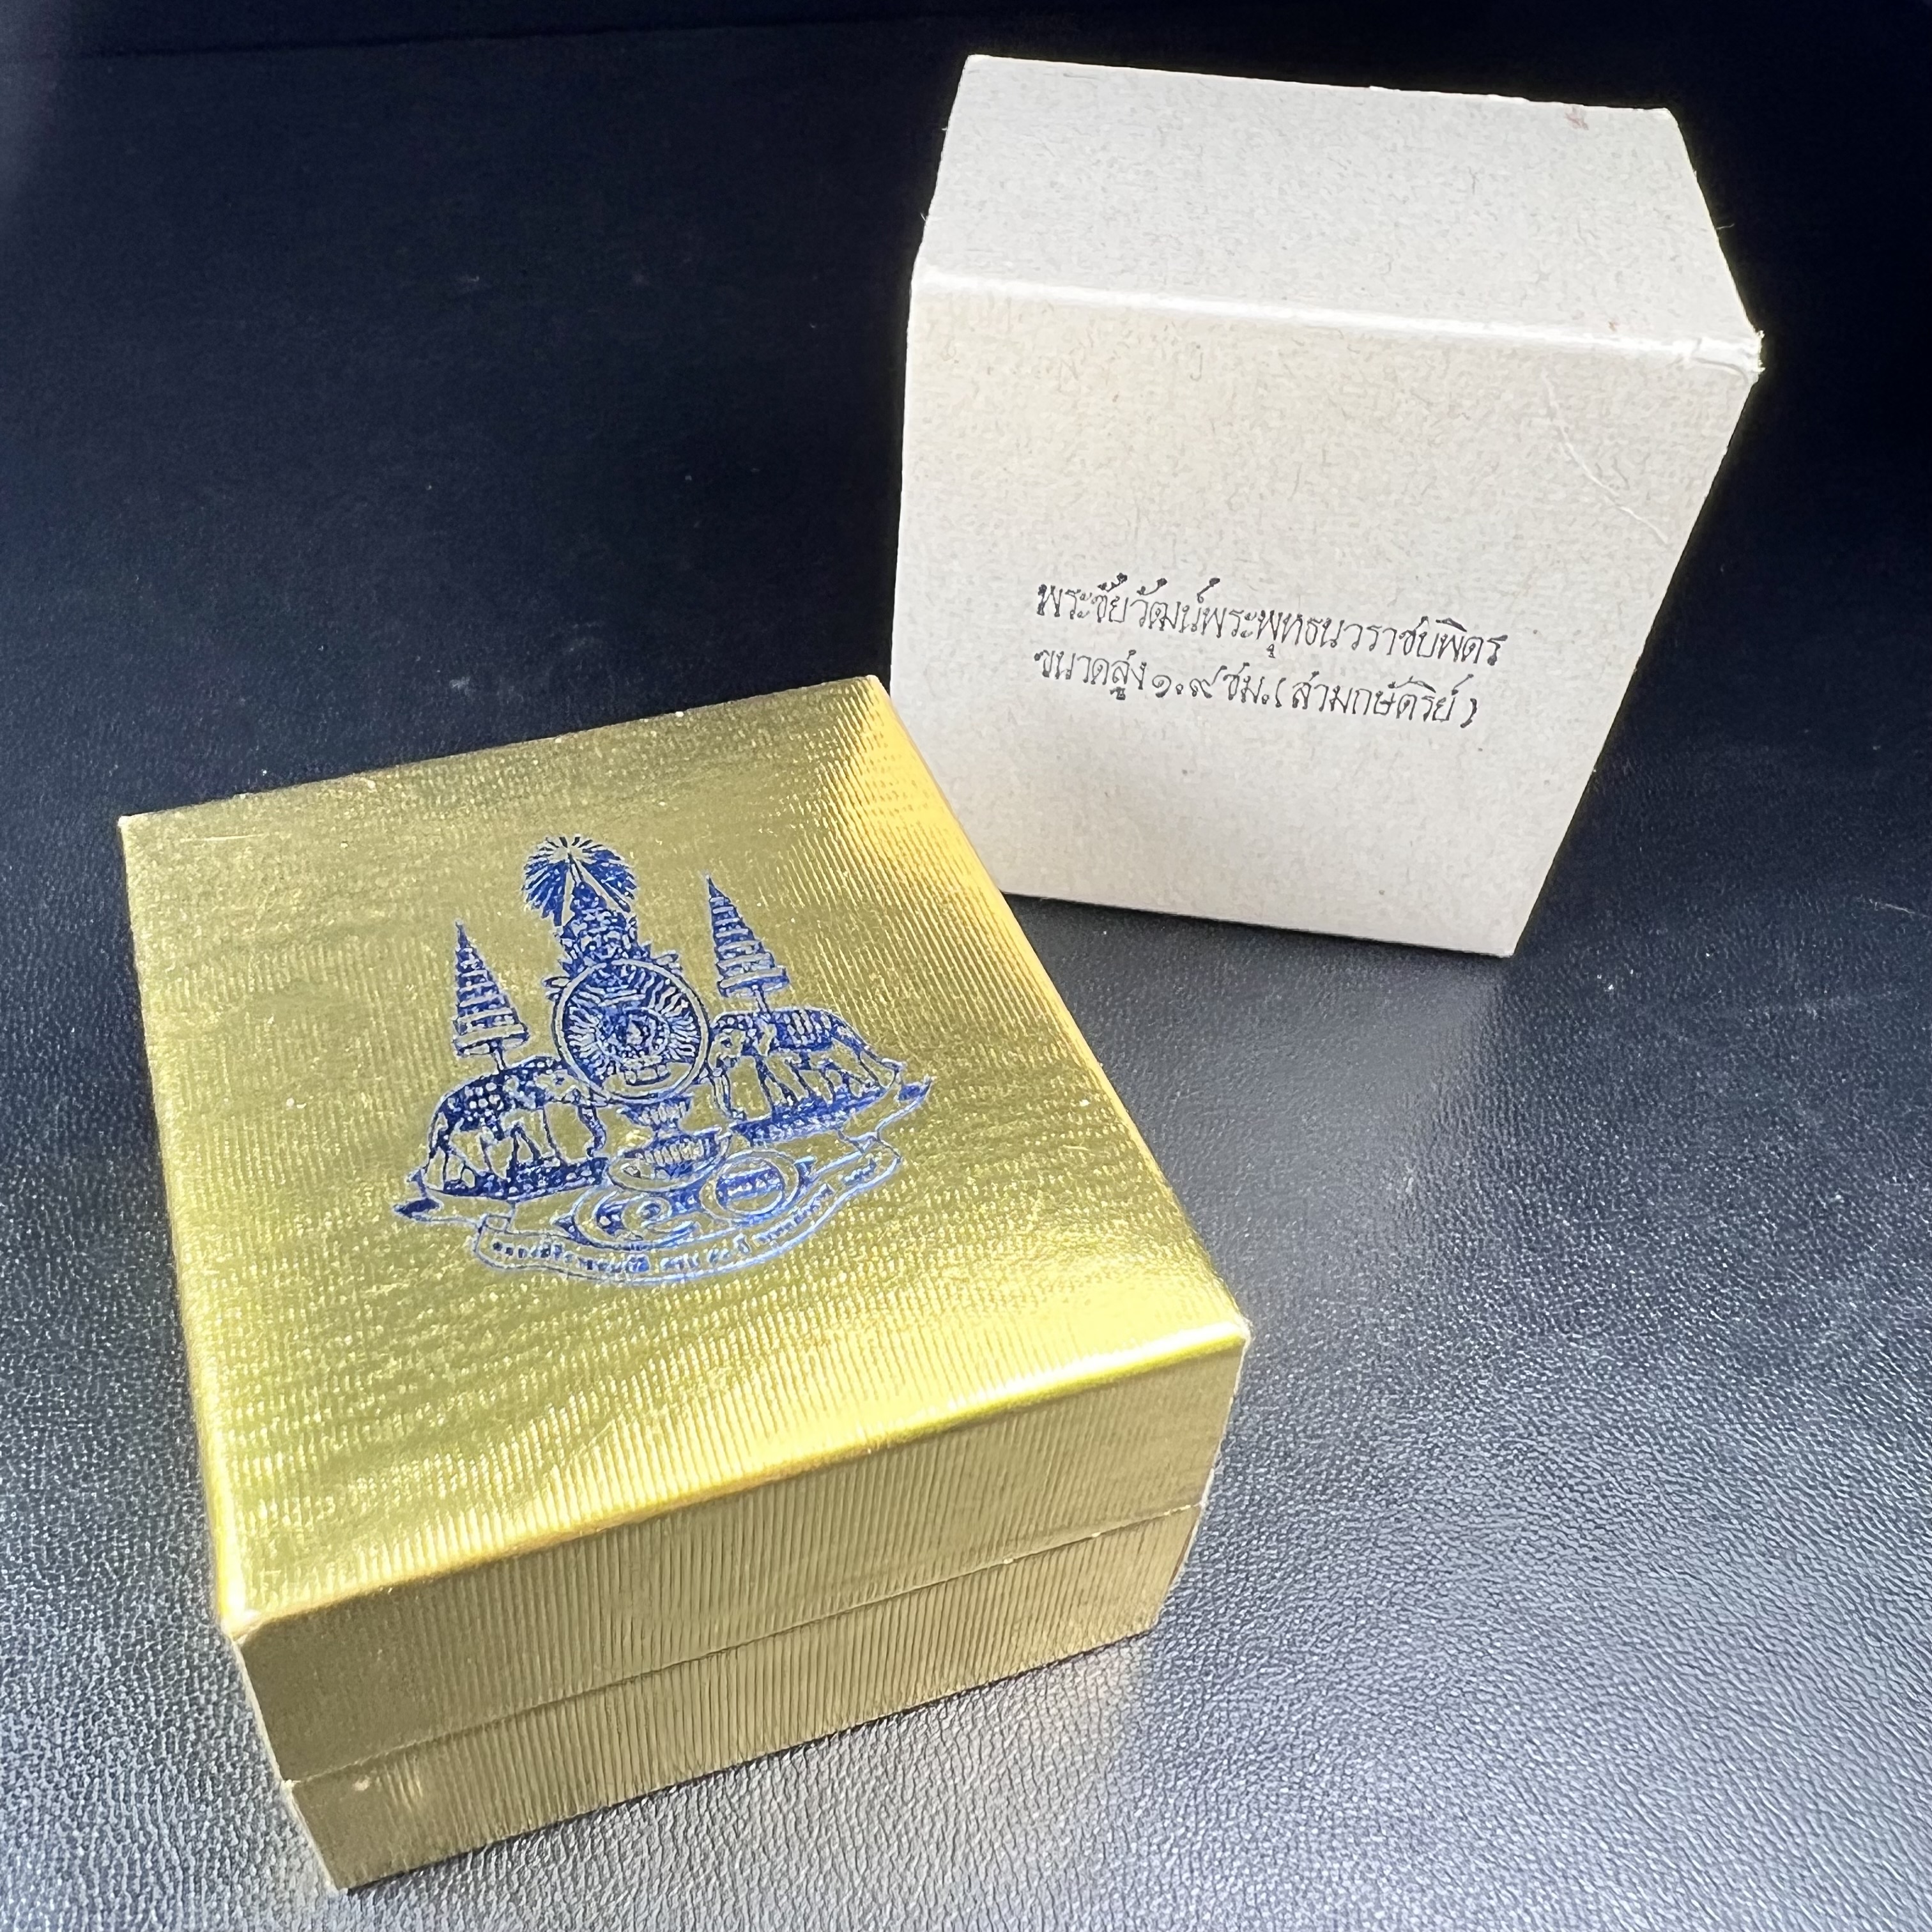 พระชัยวัฒน์พระพุทธนวราชบพิตร
ขนาดสูง ๑.๙ ซม. (สามกษัตริย์)
๕๐